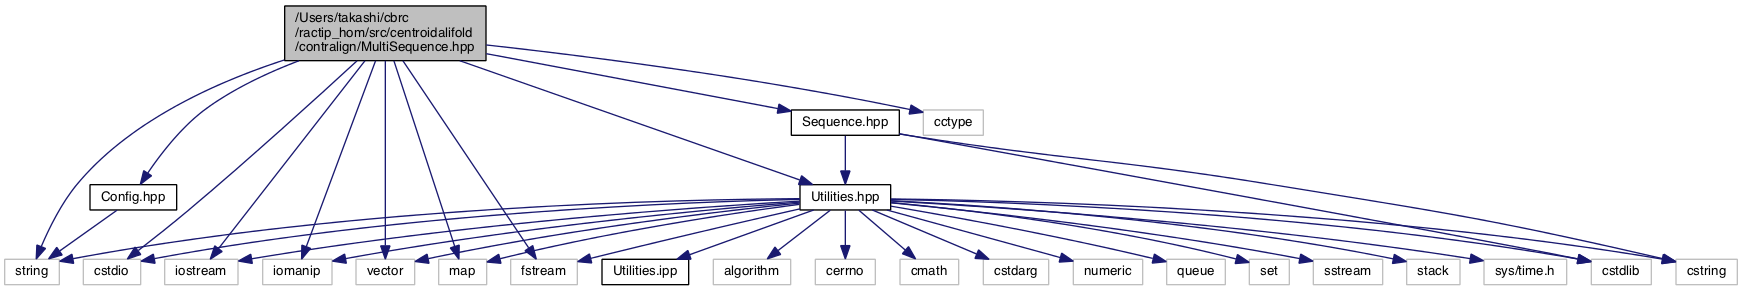 /Users/takashi/cbrc
/ractip_hom/src/centroidalifold
/contralign/MultiSequence.hpp
Sequence.hpp
cctype
Config.hpp
Utilities.hpp
string
cstdio
iostream
iomanip
vector
map
fstream
Utilities.ipp
algorithm
cerrno
cmath
cstdarg
numeric
queue
set
sstream
stack
sys/time.h
cstdlib
cstring